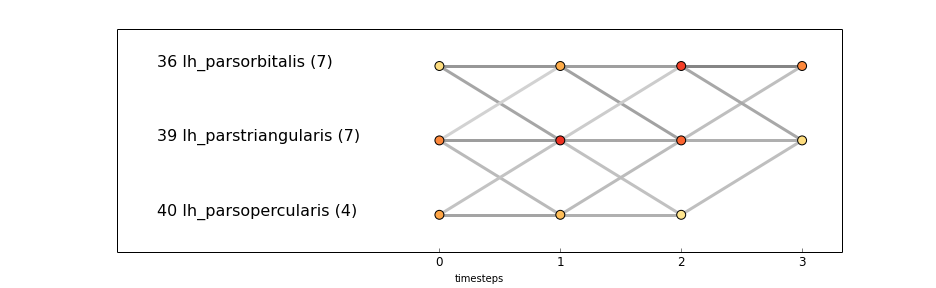 36 lh_parsorbitalis (7)
39 lh_parstriangularis (7)
40 lh_parsopercularis (4)
0 1 2 3
timesteps